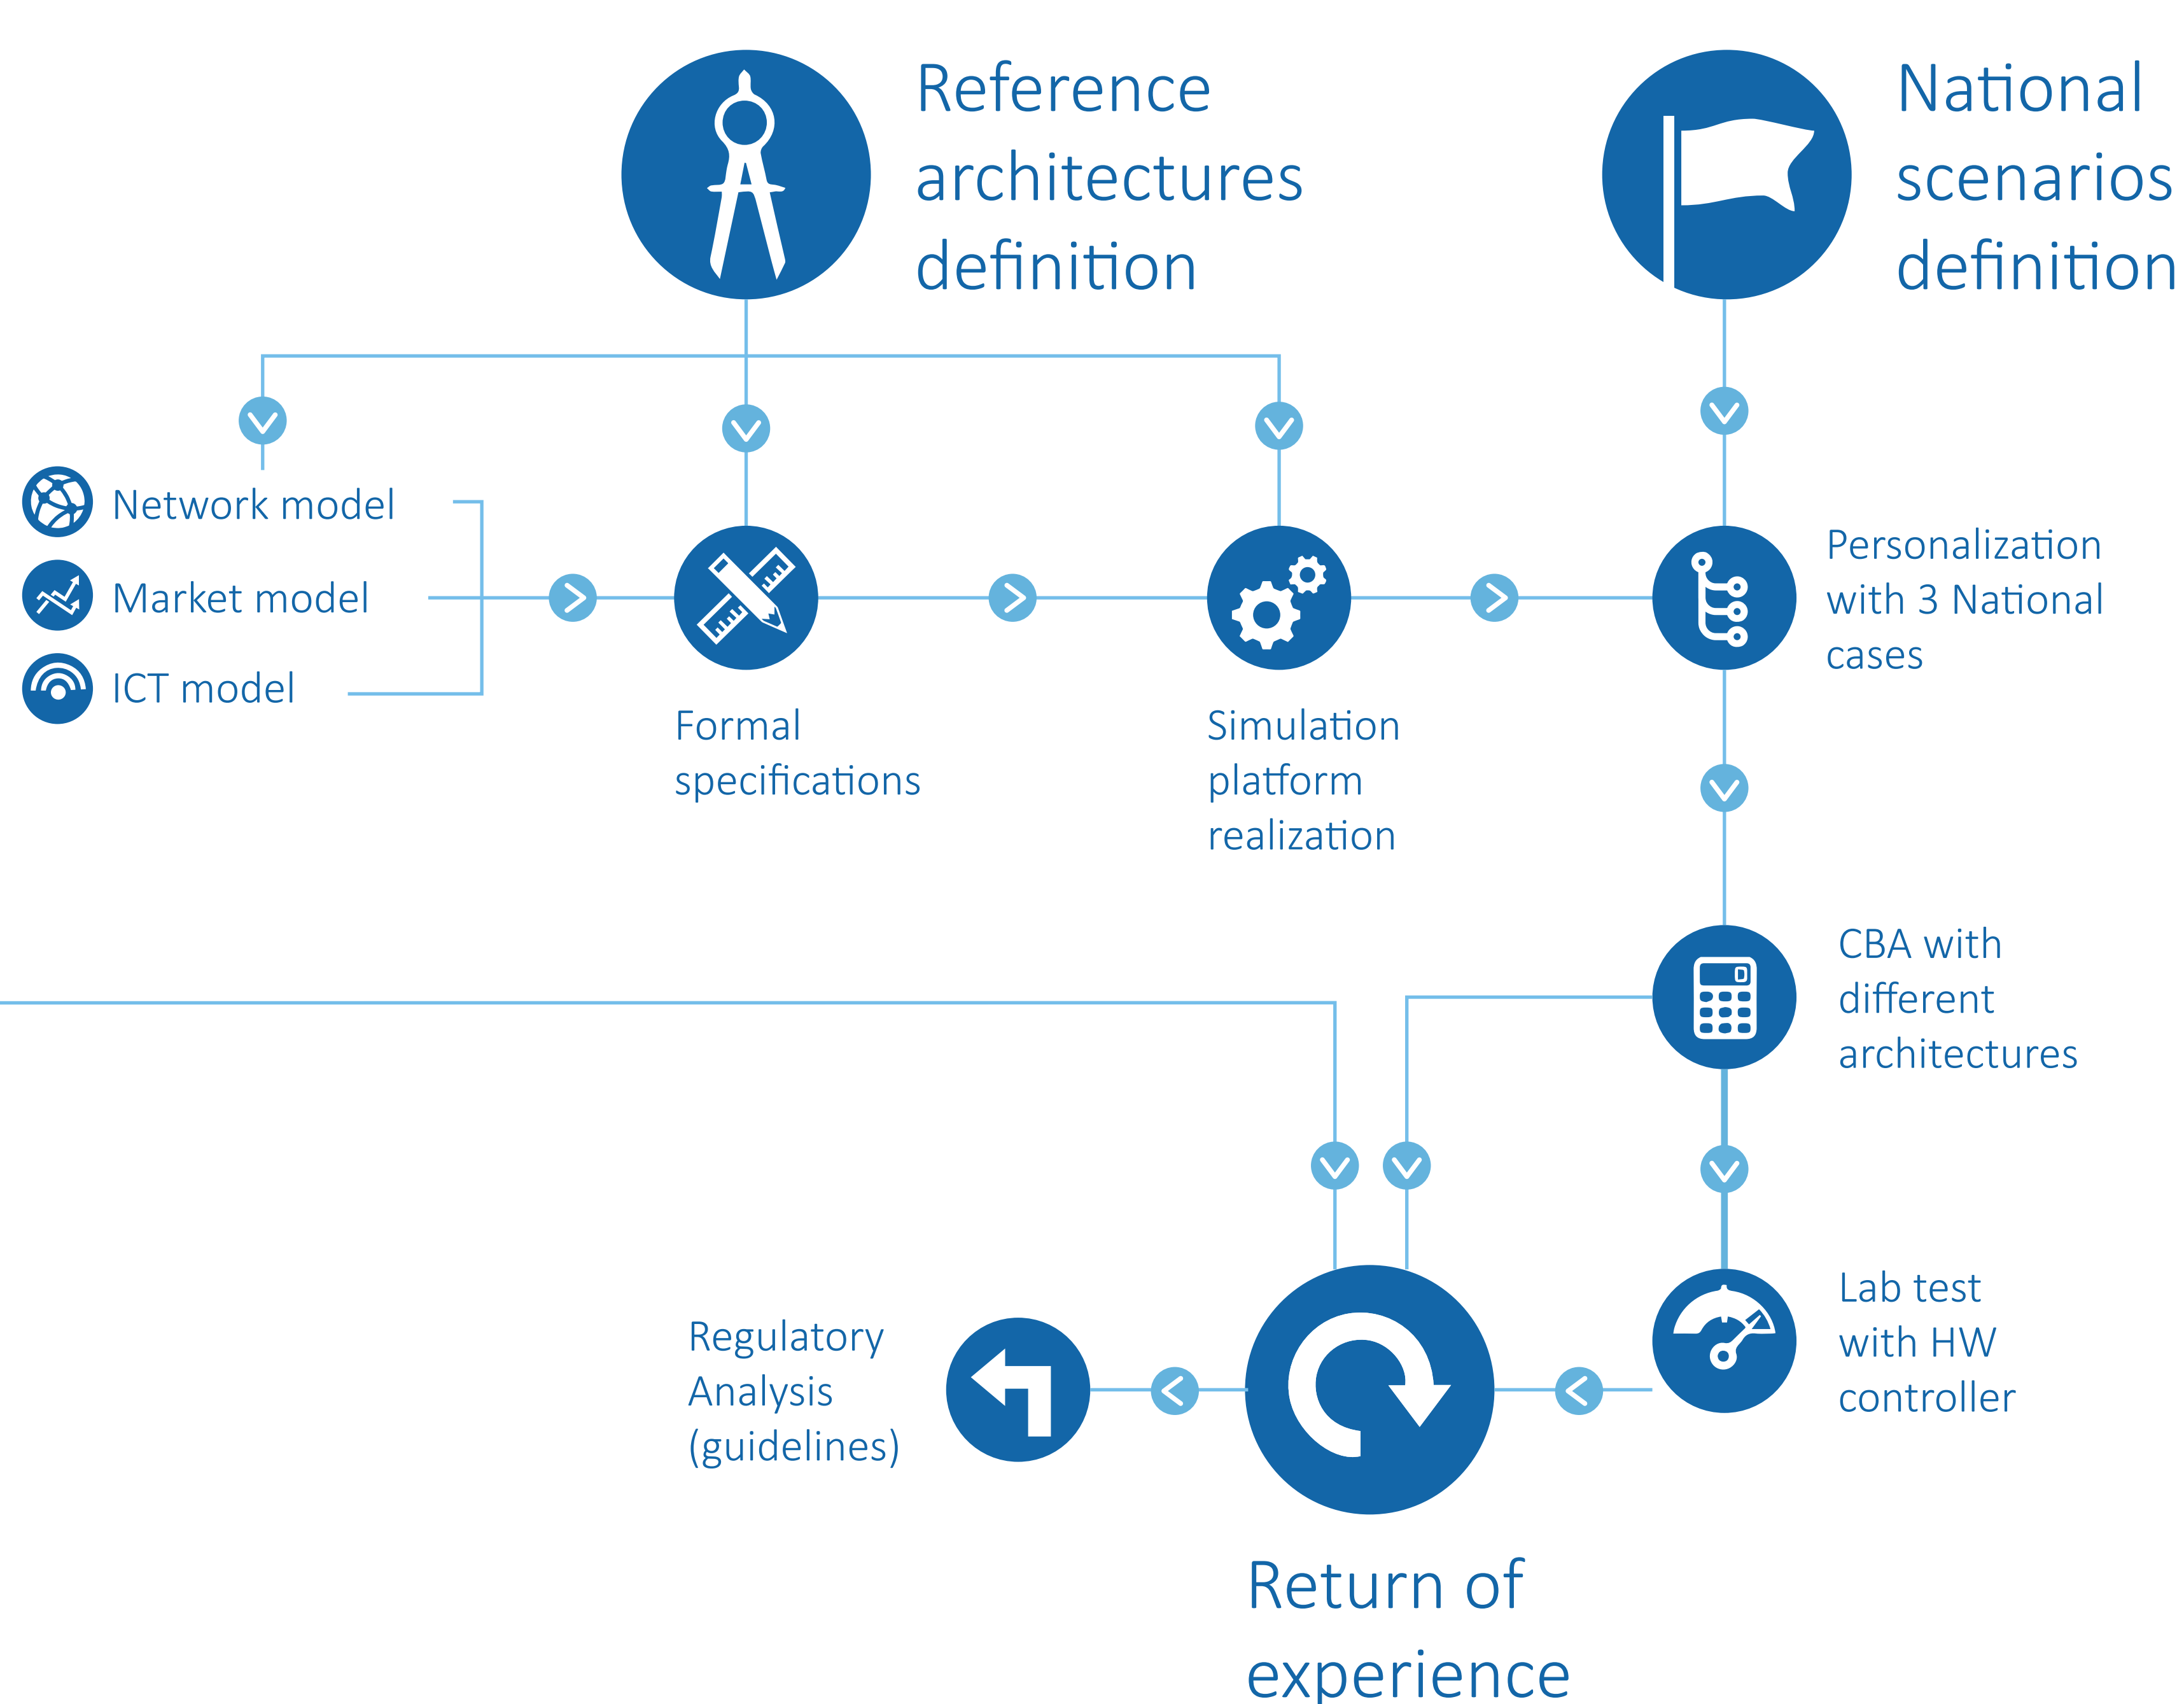 Reference
architectures
definition
National
scenarios
definition
Network model
Market model
ICT model
Formal
specifications
Simulation
platform
realization
Personalization
with 3 National
cases
CBA with
different
architectures
Lab test
with HW
controller
Regulatory
Analysis
(guidelines)
Return of
experience